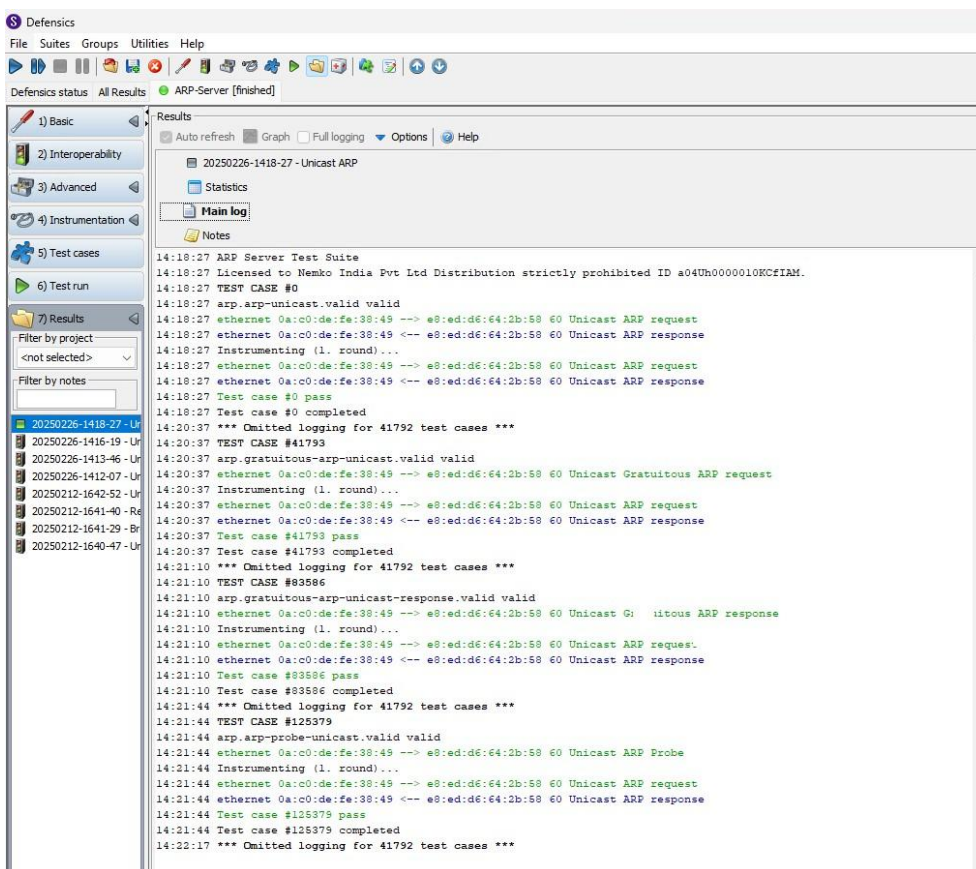 Defensics
File Suites Groups Utilities Help
Defensics status All Results ARP-Server [finished]
1) Basic
2) Interoperability
3) Advanced
4) Instrumentation
5) Test cases
6) Test run
7) Results
Filter by project
<not selected>
Filter by notes
20250226-1418-27 - Ur
20250226-1416-19 - Ur
20250226-1413-46 - Ur
20250226-1412-07 - Ur
20250212-1642-52 - Ur
20250212-1641-40 - Re
20250212-1641-29 - Br
20250212-1640-47 - Ur
Results
Auto refresh Graph Full logging Options Help
20250226-1418-27 - Unicast ARP
Statistics
Main log
Notes
14:18:27 ARP Server Test Suite
14:18:27 Licensed to Nemko India Pvt Ltd Distribution strictly prohibited ID a04Uh0000010KCfIAM.
14:18:27 TEST CASE #0
14:18:27 arp.arp-unicast.valid valid
14:18:27 ethernet 0a:c0:de:fe:38:49 --> e8:ed:d6:64:2b:58 60 Unicast ARP request
14:18:27 ethernet 0a:c0:de:fe:38:49 <-- e8:ed:d6:64:2b:58 60 Unicast ARP response
14:18:27 Instrumenting (1. round)...
14:18:27 ethernet 0a:c0:de:fe:38:49 --> e8:ed:d6:64:2b:58 60 Unicast ARP request
14:18:27 ethernet 0a:c0:de:fe:38:49 <-- e8:ed:d6:64:2b:58 60 Unicast ARP response
14:18:27 Test case #0 pass
14:18:27 Test case #0 completed
14:20:37 *** Omitted logging for 41792 test cases ***
14:20:37 TEST CASE #41793
14:20:37 arp.gratuitous-arp-unicast.valid valid
14:20:37 ethernet 0a:c0:de:fe:38:49 --> e8:ed:d6:64:2b:58 60 Unicast Gratuitous ARP request
14:20:37 Instrumenting (1. round)...
14:20:37 ethernet 0a:c0:de:fe:38:49 --> e8:ed:d6:64:2b:58 60 Unicast ARP request
14:20:37 ethernet 0a:c0:de:fe:38:49 <-- e8:ed:d6:64:2b:58 60 Unicast ARP response
14:20:37 Test case #41793 pass
14:20:37 Test case #41793 completed
14:21:10 *** Omitted logging for 41792 test cases ***
14:21:10 TEST CASE #83586
14:21:10 arp.gratuitous-arp-unicast-response.valid valid
14:21:10 ethernet 0a:c0:de:fe:38:49 --> e8:ed:d6:64:2b:58 60 Unicast ARP response
14:21:10 Instrumenting (1. round)...
14:21:10 ethernet 0a:c0:de:fe:38:49 --> e8:ed:d6:64:2b:58 60 Unicast ARP
14:21:10 ethernet 0a:c0:de:fe:38:49 <-- e8:ed:d6:64:2b:58 60 Unicast ARP response
14:21:10 Test case #83586 pass
14:21:10 Test case #83586 completed
14:21:44 *** Omitted logging for 41792 test cases ***
14:21:44 TEST CASE #125379
14:21:44 arp.arp-probe-unicast.valid valid
14:21:44 ethernet 0a:c0:de:fe:38:49 --> e8:ed:d6:64:2b:58 60 Unicast ARP Probe
14:21:44 Instrumenting (1. round)...
14:21:44 ethernet 0a:c0:de:fe:38:49 --> e8:ed:d6:64:2b:58 60 Unicast ARP request
14:21:44 ethernet 0a:c0:de:fe:38:49 <-- e8:ed:d6:64:2b:58 60 Unicast ARP response
14:21:44 Test case #125379 pass
14:21:44 Test case #125379 completed
14:22:17 *** Omitted logging for 41792 test cases ***